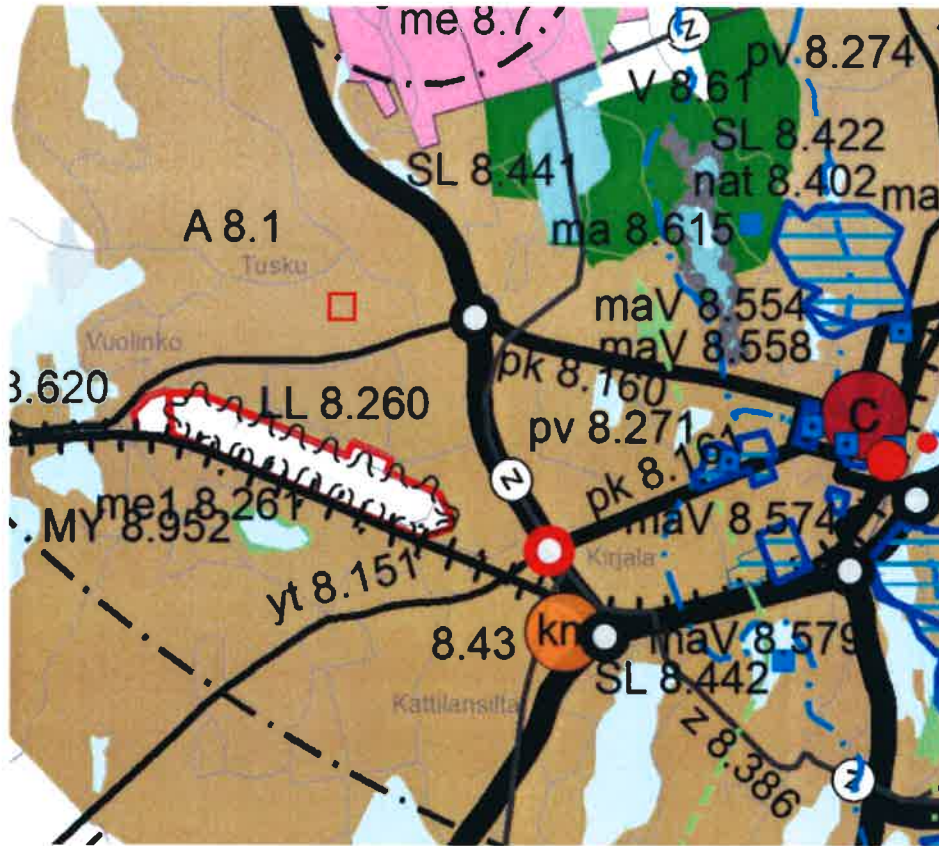 me 8.7
Z
pv 8.274
V 8.61
SL 8.422
SL 8.441
nat 8.402
ma
A 8.1
ma 8.615
Tusku
maV 8.554
Vuolinko
maV 8.558
pk 8.160
8.620
LL 8.260
C
pv 8.271
pk 8.161
Z
me1 8.261
maV 8.574
MY 8.952
Kirjala
yt 8.151
8.43
km
maV 8.579
SL 8.442
Kattilansilta
z 8.386
Z